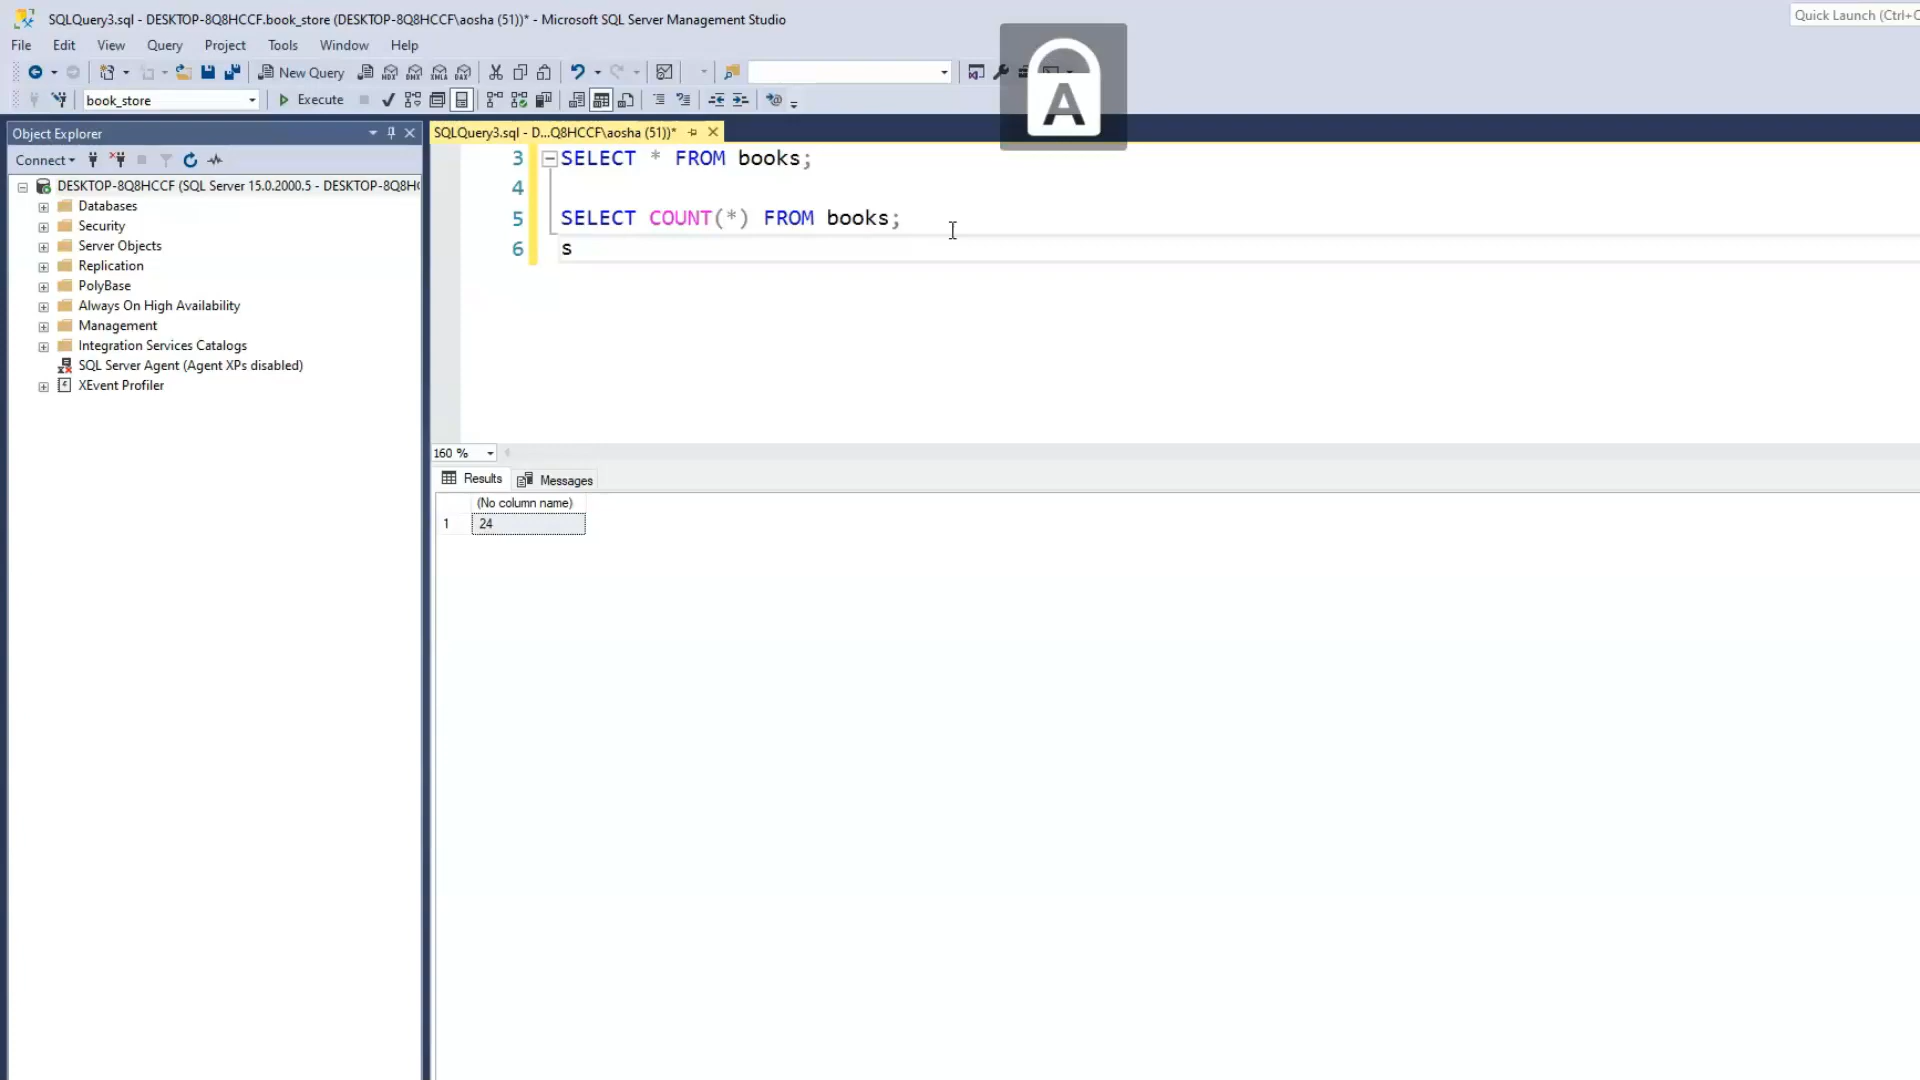 SQLQuery3.sql - DESKTOP-8Q8HCCF.book_store (DESKTOP-8Q8HCCF\aosha (51))* - Microsoft SQL Server Management Studio
Quick Launch (Ctrl+
File Edit View Query Project Tools Window Help
New Query
MDX DMX XMLA DAX
book_store
Execute
A
Object Explorer
SQLQuery3.sql - D...Q8HCCF\aosha (51))*
Connect
DESKTOP-8Q8HCCF (SQL Server 15.0.2000.5 - DESKTOP-8Q8H
Databases
Security
Server Objects
Replication
PolyBase
Always On High Availability
Management
Integration Services Catalogs
SQL Server Agent (Agent XPs disabled)
XEvent Profiler
3 SELECT * FROM books;
4
5 SELECT COUNT(*) FROM books;
6 s
160 %
Results Messages
(No column name)
1 24